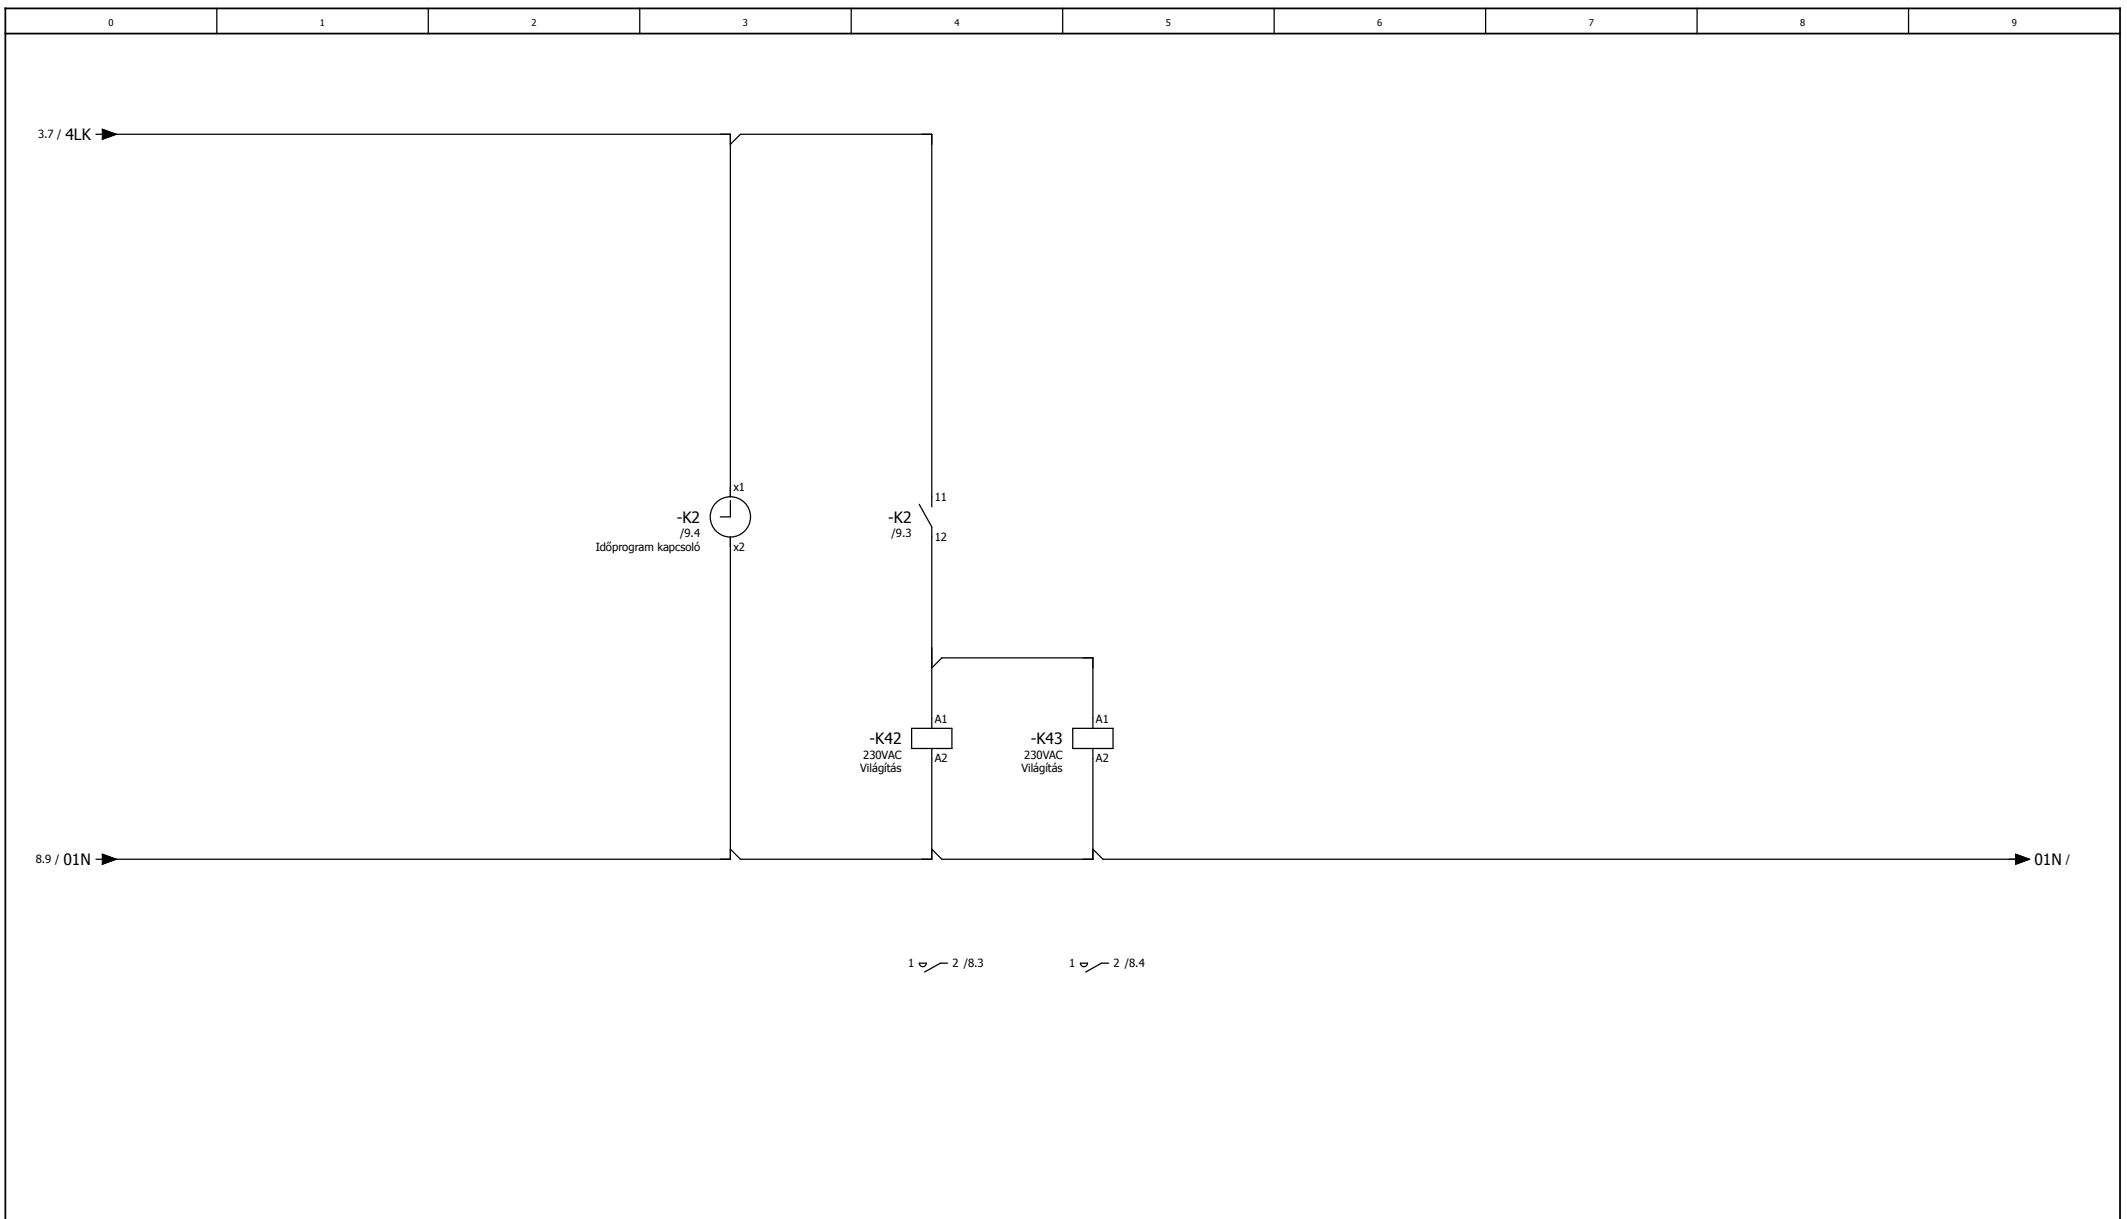 0 1 2 3 4 5 6 7 8 9
3.7 / 4LK
x1
-K2
/9.4
Időprogram kapcsoló
x2
11
-K2
/9.3
12
A1
-K42
230VAC
Világítás
A2
A1
-K43
230VAC
Világítás
A2
8.9 / 01N
01N /
1 2 /8.3
1 2 /8.4